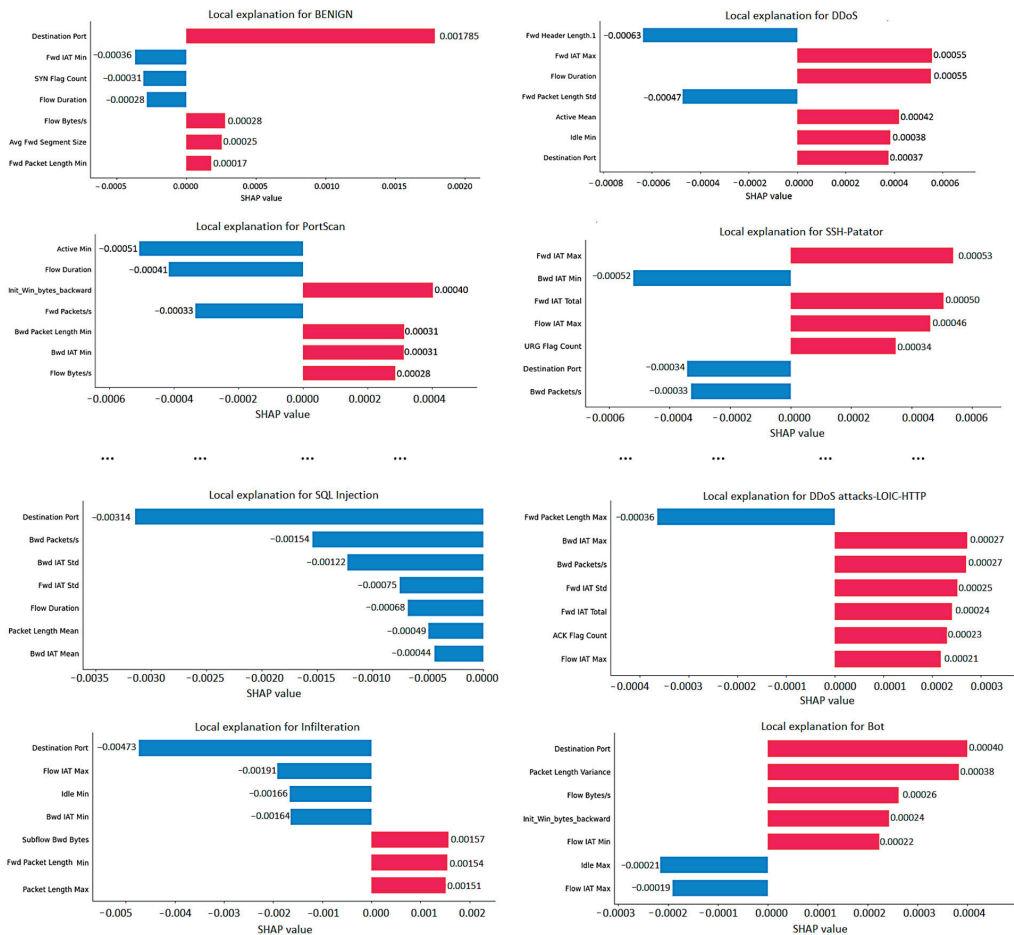 Local explanation for BENIGN
Destination Port
0.001785
Fwd IAT Min
−0.00036
SYN Flag Count
−0.00031
Flow Duration
−0.00028
Flow Bytes/s
0.00028
Avg Fwd Segment Size
0.00025
Fwd Packet Length Min
0.00017
−0.0005 0.0000 0.0005 0.0010 0.0015 0.0020
SHAP value
Local explanation for DDoS
Fwd Header Length.1
−0.00063
Fwd IAT Max
0.00055
Flow Duration
0.00055
Fwd Packet Length Std
−0.00047
Active Mean
0.00042
Idle Min
0.00038
Destination Port
0.00037
−0.0008 −0.0006 −0.0004 −0.0002 0.0000 0.0002 0.0004 0.0006
SHAP value
Local explanation for PortScan
Active Min
−0.00051
Flow Duration
−0.00041
Init_Win_bytes_backward
0.00040
Fwd Packets/s
−0.00033
Bwd Packet Length Min
0.00031
Bwd IAT Min
0.00031
Flow Bytes/s
0.00028
−0.0006 −0.0004 −0.0002 0.0000 0.0002 0.0004
SHAP value
Local explanation for SSH-Patator
Fwd IAT Max
0.00053
Bwd IAT Min
−0.00052
Fwd IAT Total
0.00050
Flow IAT Max
0.00046
URG Flag Count
0.00034
Destination Port
−0.00034
Bwd Packets/s
−0.00033
−0.0006 −0.0004 −0.0002 0.0000 0.0002 0.0004 0.0006
SHAP value
... ... ... ...
... ... ... ...
Local explanation for SQL Injection
Destination Port
−0.00314
Bwd Packets/s
−0.00154
Bwd IAT Std
−0.00122
Fwd IAT Std
−0.00075
Flow Duration
−0.00068
Packet Length Mean
−0.00049
Bwd IAT Mean
−0.00044
−0.0035 −0.0030 −0.0025 −0.0020 −0.0015 −0.0010 −0.0005 0.0000
SHAP value
Local explanation for DDoS attacks-LOIC-HTTP
Fwd Packet Length Max
−0.00036
Bwd IAT Max
0.00027
Bwd Packets/s
0.00027
Fwd IAT Std
0.00025
Fwd IAT Total
0.00024
ACK Flag Count
0.00023
Flow IAT Max
0.00021
−0.0004 −0.0003 −0.0002 −0.0001 0.0000 0.0001 0.0002 0.0003
SHAP value
Local explanation for Infilteration
Destination Port
−0.00473
Flow IAT Max
−0.00191
Idle Min
−0.00166
Bwd IAT Min
−0.00164
Subflow Bwd Bytes
0.00157
Fwd Packet Length Min
0.00154
Packet Length Max
0.00151
−0.005 −0.004 −0.003 −0.002 −0.001 0.000 0.001 0.002
SHAP value
Local explanation for Bot
Destination Port
0.00040
Packet Length Variance
0.00038
Flow Bytes/s
0.00026
Init_Win_bytes_backward
0.00024
Flow IAT Min
0.00022
Idle Max
−0.00021
Flow IAT Max
−0.00019
−0.0003 −0.0002 −0.0001 0.0000 0.0001 0.0002 0.0003 0.0004
SHAP value